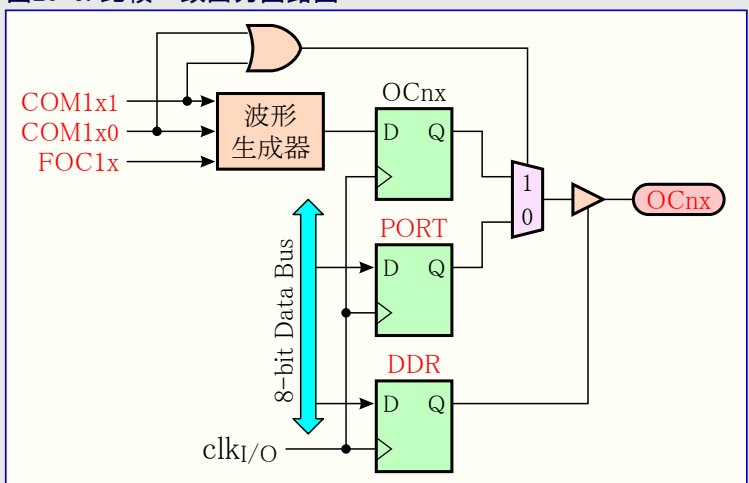 COM1x1
COM1x0
FOC1x
波形
生成器
OCnx
D Q
1
0
OCnx
PORT
D Q
8-bit Data Bus
DDR
D Q
clkI/O